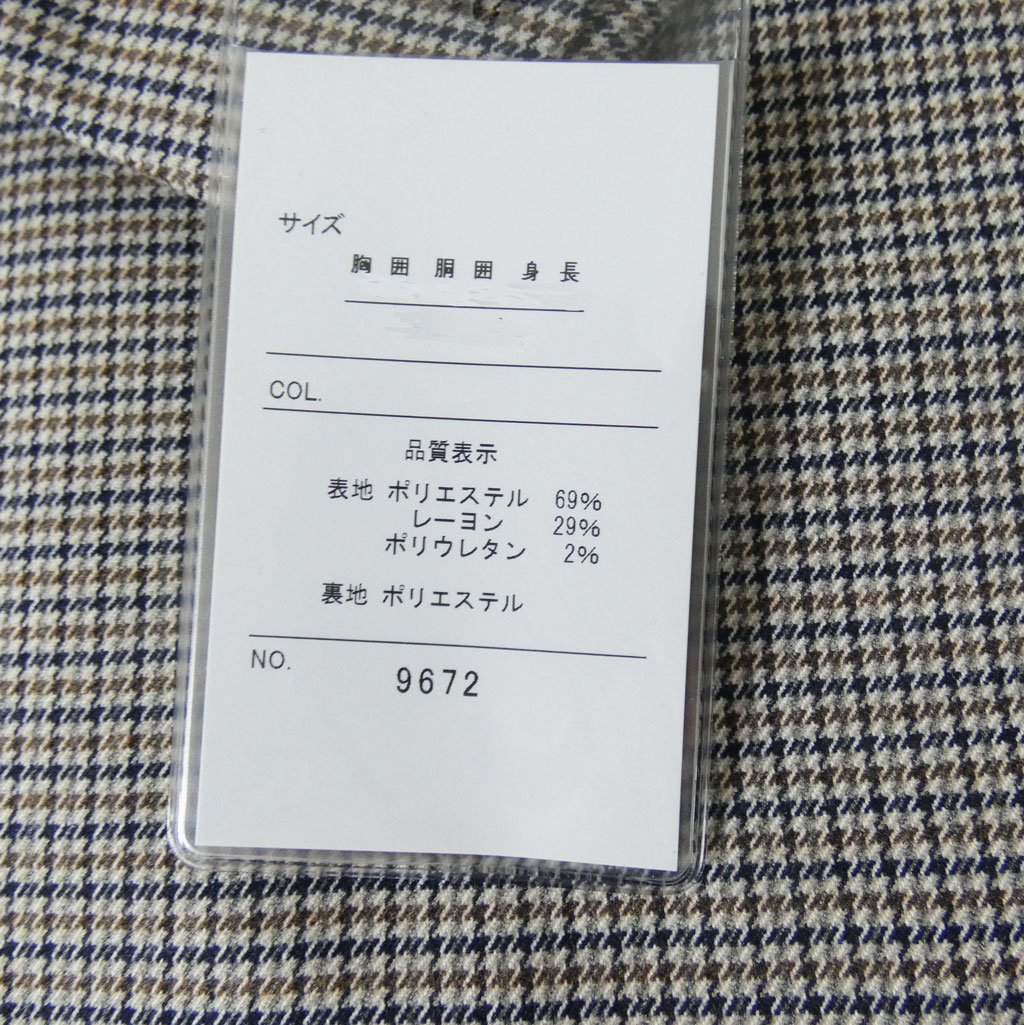 サイズ
胸囲 胴囲 身長
COL.
品質表示
表地 ポリエステル 69%
レーヨン 29%
ポリウレタン 2%
裏地 ポリエステル
NO.
9672